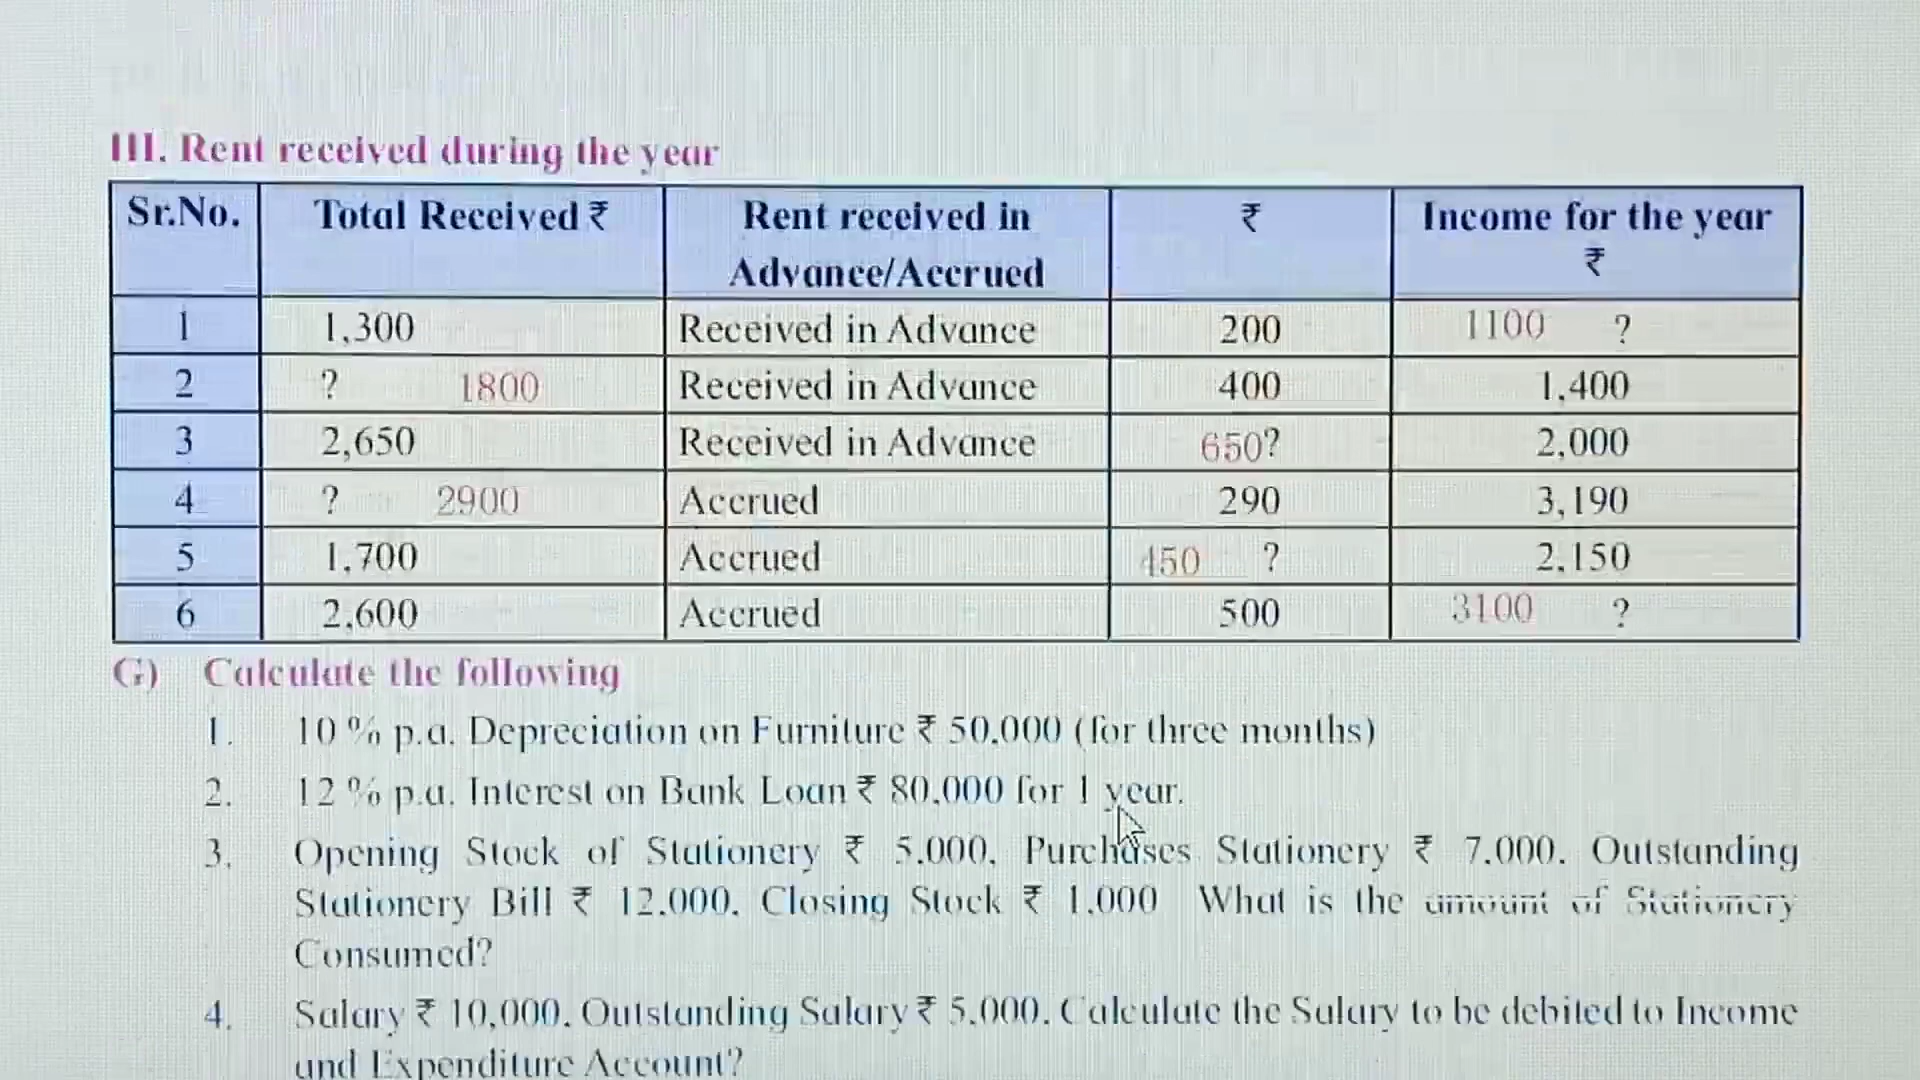 III. Rent received during the year
Sr.No. Total Received ₹ Rent received in Advance/Accrued ₹ Income for the year ₹
1 1,300 Received in Advance 200 1100 ?
2 ? 1800 Received in Advance 400 1,400
3 2,650 Received in Advance 650? 2,000
4 ? 2900 Accrued 290 3,190
5 1,700 Accrued 450 ? 2,150
6 2,600 Accrued 500 3100 ?
G) Calculate the following
1. 10 % p.a. Depreciation on Furniture ₹ 50,000 (for three months)
2. 12 % p.a. Interest on Bank Loan ₹ 80,000 for 1 year.
3. Opening Stock of Stationery ₹ 5,000, Purchases Stationery ₹ 7,000. Outstanding
Stationery Bill ₹ 12,000. Closing Stock ₹ 1,000 What is the amount of Stationery
Consumed?
4. Salary ₹ 10,000. Outstanding Salary ₹ 5,000. Calculate the Salary to be debited to Income
and Expenditure Account?